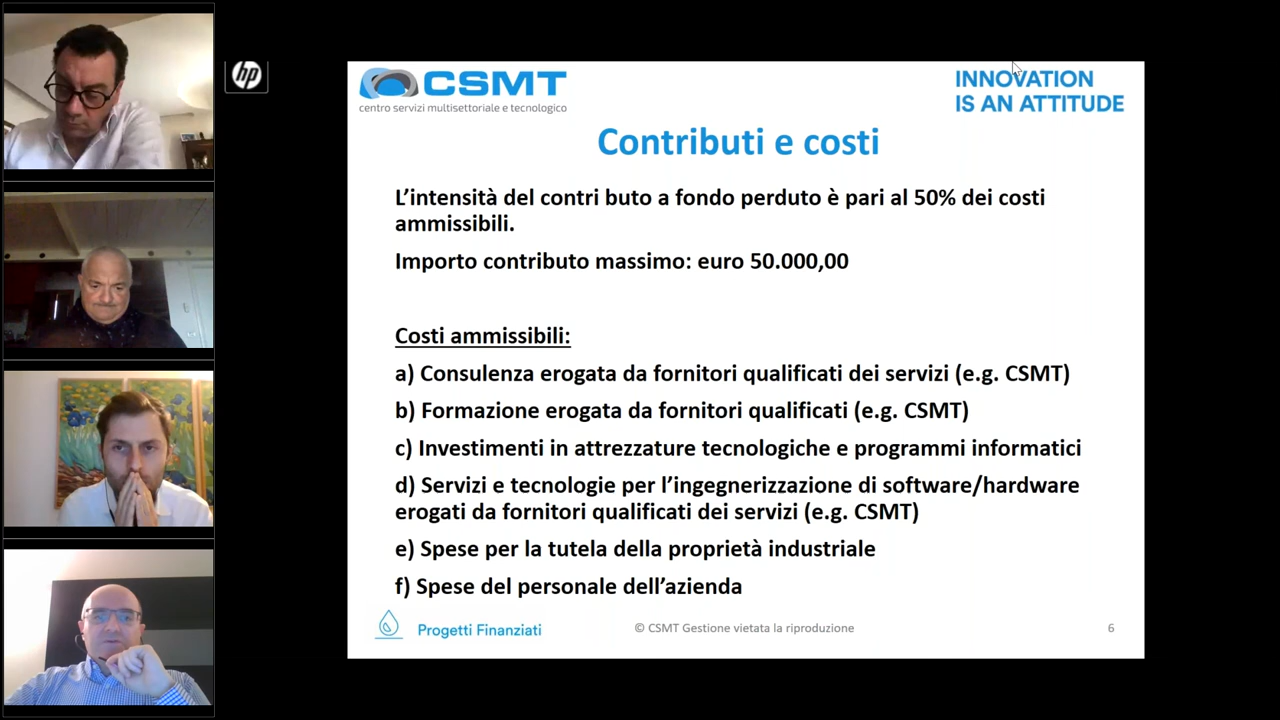 hp
CSMT
centro servizi multisettoriale e tecnologico
INNOVATION
IS AN ATTITUDE
Contributi e costi
L’intensità del contri buto a fondo perduto è pari al 50% dei costi
ammissibili.
Importo contributo massimo: euro 50.000,00
Costi ammissibili:
a) Consulenza erogata da fornitori qualificati dei servizi (e.g. CSMT)
b) Formazione erogata da fornitori qualificati (e.g. CSMT)
c) Investimenti in attrezzature tecnologiche e programmi informatici
d) Servizi e tecnologie per l’ingegnerizzazione di software/hardware
erogati da fornitori qualificati dei servizi (e.g. CSMT)
e) Spese per la tutela della proprietà industriale
f) Spese del personale dell’azienda
Progetti Finanziati
© CSMT Gestione vietata la riproduzione
6